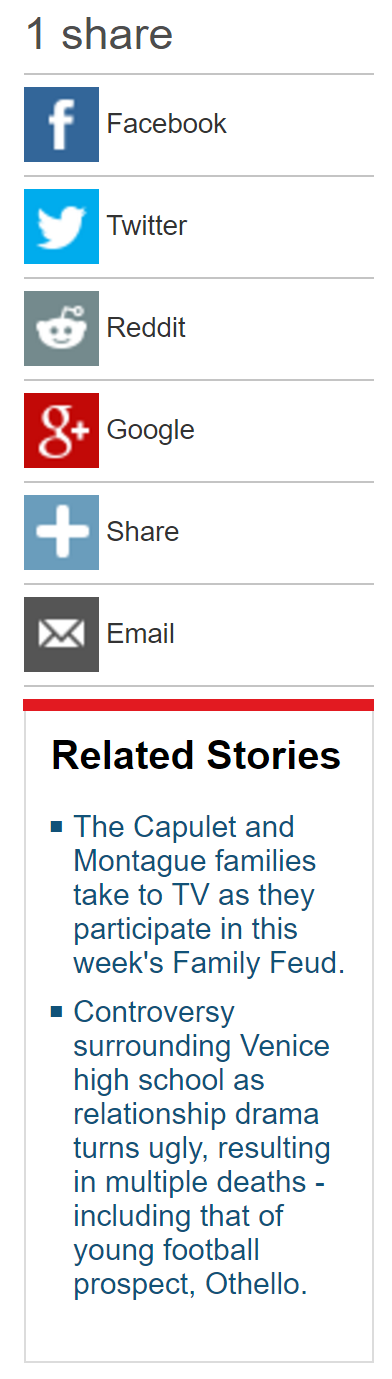 1 share
Facebook
Twitter
Reddit
Google
Share
Email
Related Stories
The Capulet and
Montague families
take to TV as they
participate in this
week's Family Feud.
Controversy
surrounding Venice
high school as
relationship drama
turns ugly, resulting
in multiple deaths -
including that of
young football
prospect, Othello.